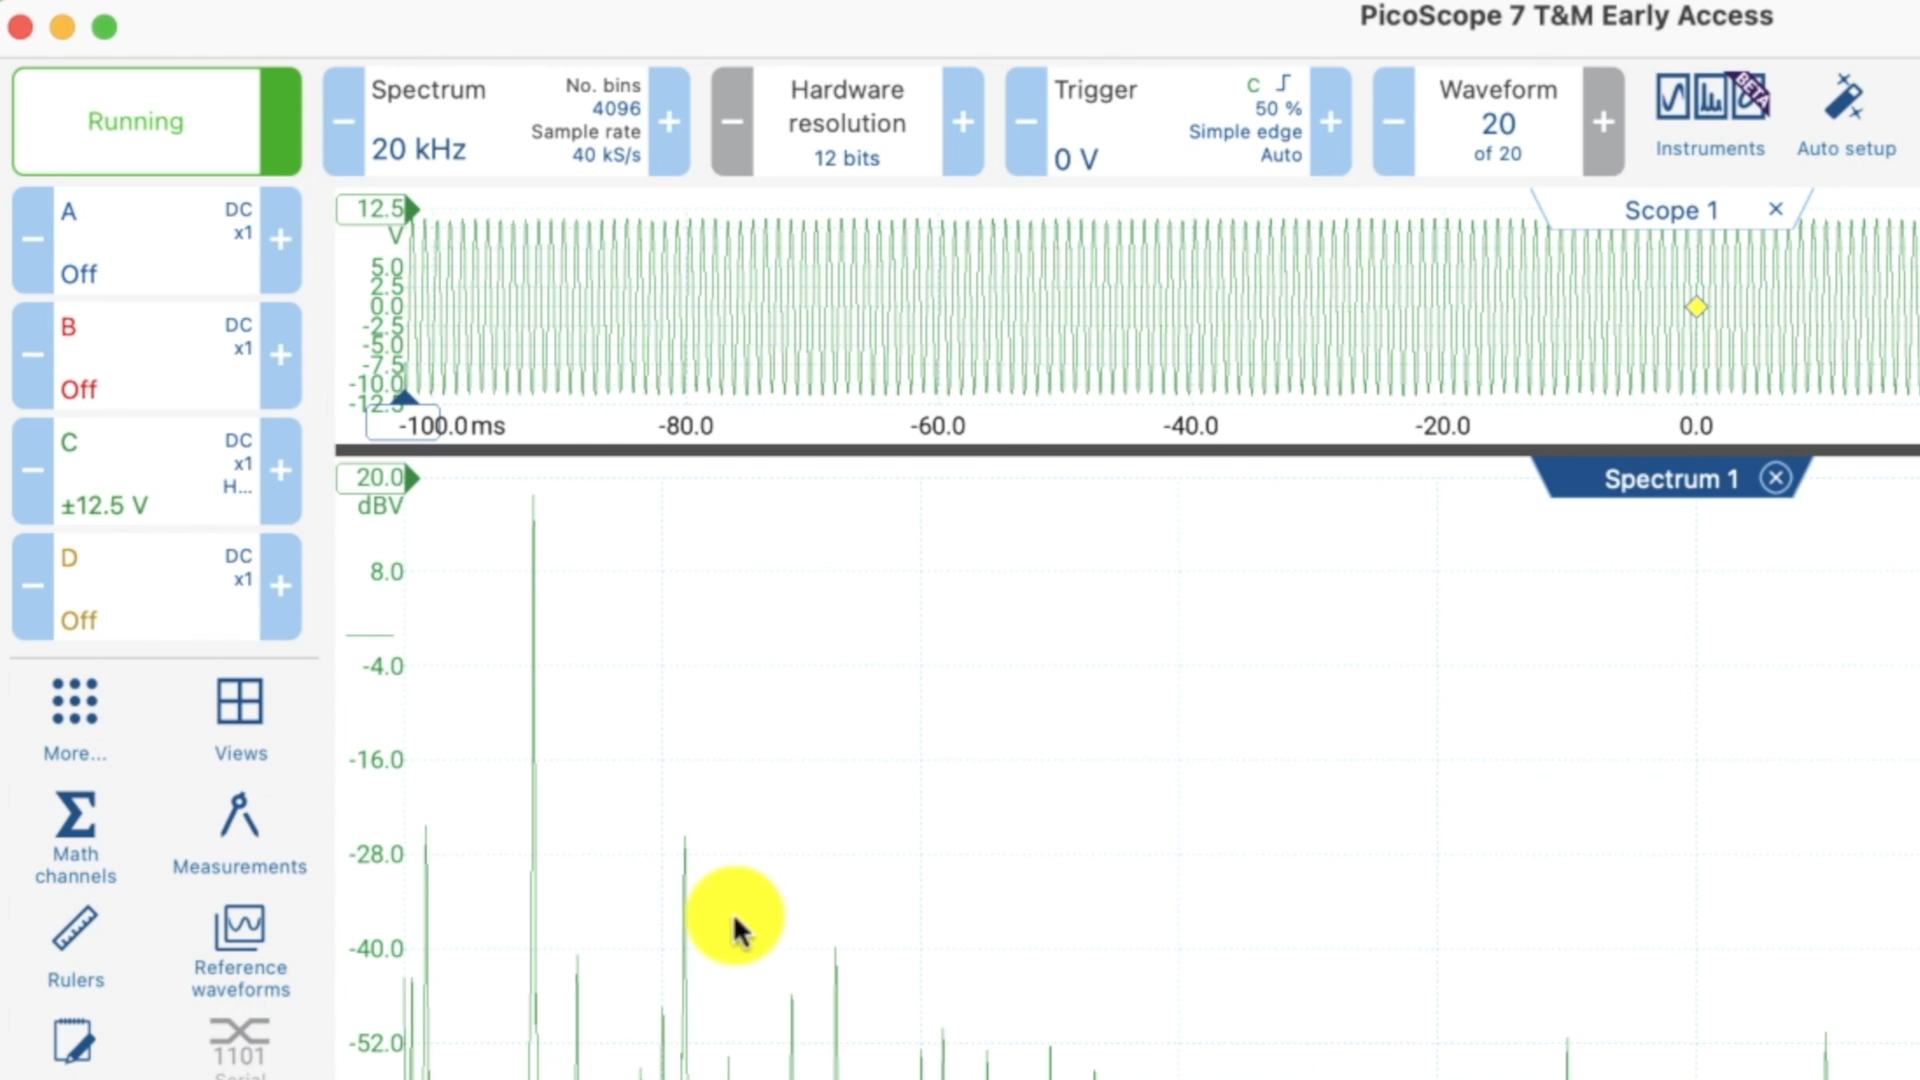 PicoScope 7 T&M Early Access
Running
Spectrum
20 kHz
No. bins
4096
Sample rate
40 kS/s
Hardware
resolution
12 bits
Trigger
0 V
C
50 %
Simple edge
Auto
Waveform
20
of 20
BETA
Instruments
Auto setup
A
DC
x1
Off
B
DC
x1
Off
C
DC
x1
H...
±12.5 V
D
DC
x1
Off
More...
Views
Math
channels
Measurements
Rulers
Reference
waveforms
1101
Serial
Scope 1
12.5
V
5.0
2.5
0.0
-2.5
-5.0
-7.5
-10.0
-12.5
-100.0 ms
-80.0
-60.0
-40.0
-20.0
0.0
Spectrum 1
20.0
dBV
8.0
-4.0
-16.0
-28.0
-40.0
-52.0